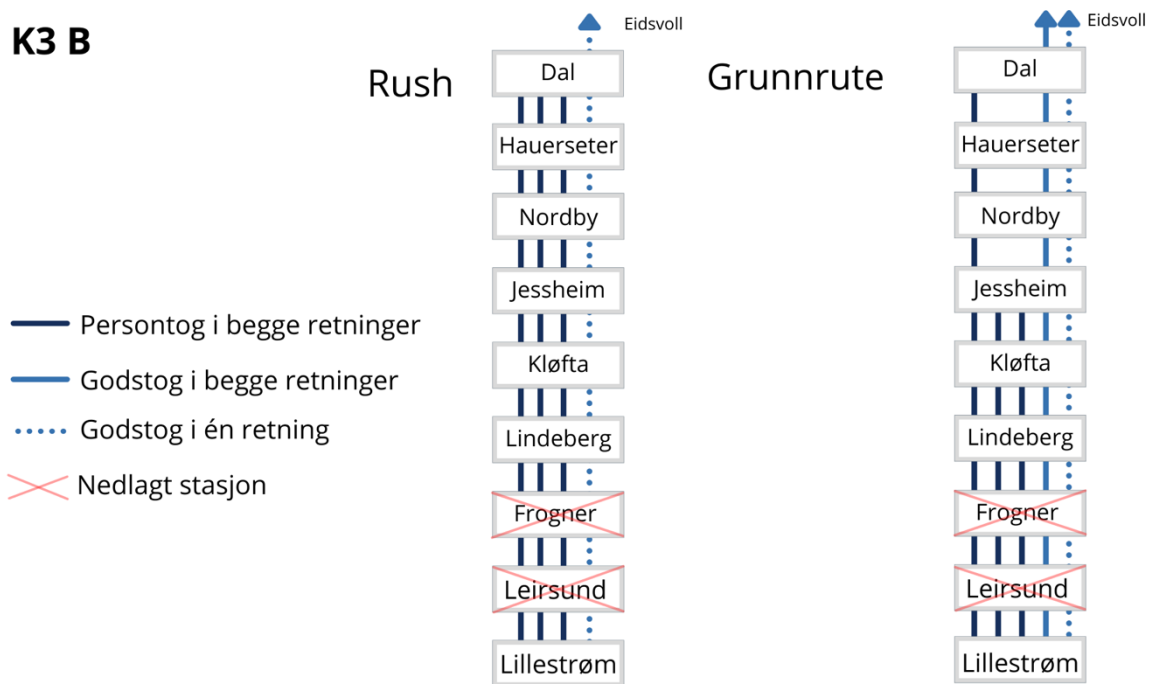 K3 B
Rush
Eidsvoll
Dal
Hauerseter
Nordby
Jessheim
Kløfta
Lindeberg
Frogner
Leirsund
Lillestrøm
Grunnrute
Eidsvoll
Dal
Hauerseter
Nordby
Jessheim
Kløfta
Lindeberg
Frogner
Leirsund
Lillestrøm
Persontog i begge retninger
Godstog i begge retninger
Godstog i én retning
Nedlagt stasjon